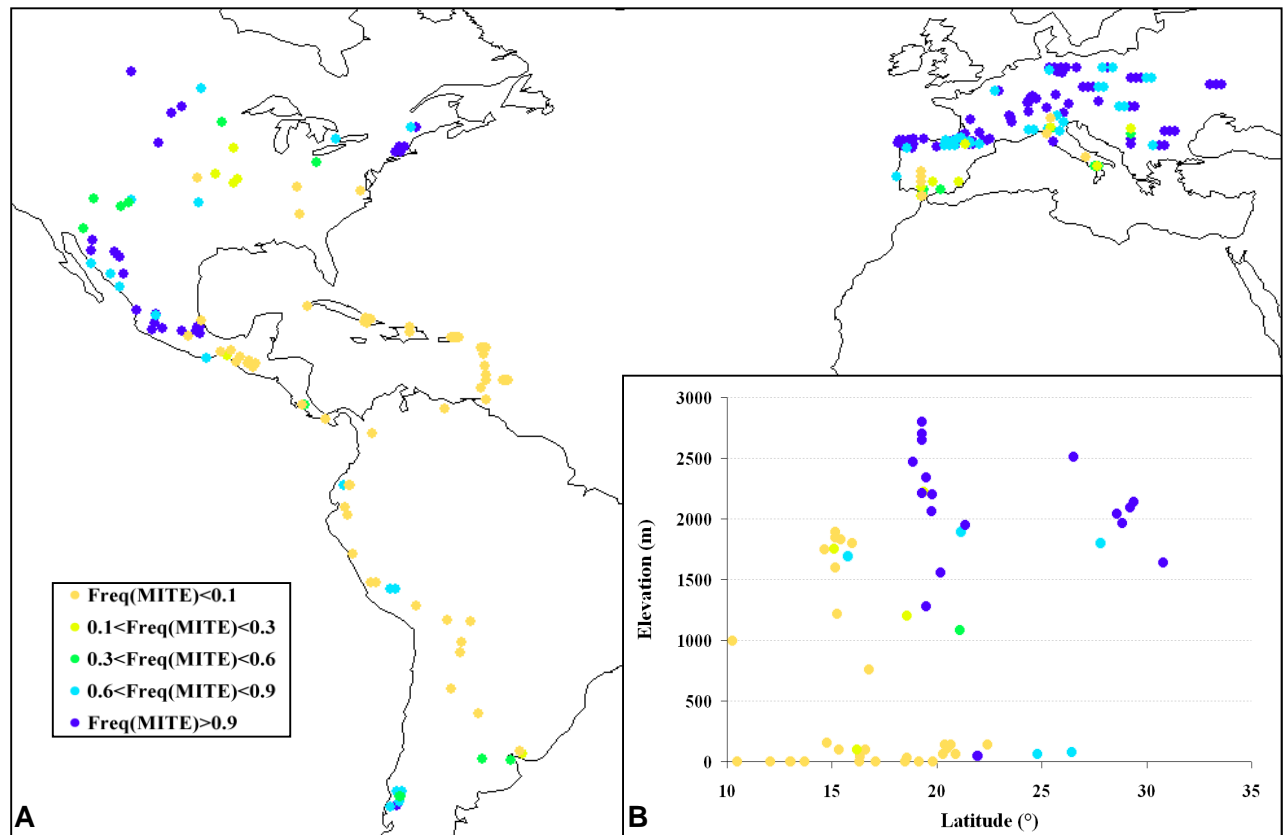 Freq(MITE)<0.1
0.1<Freq(MITE)<0.3
0.3<Freq(MITE)<0.6
0.6<Freq(MITE)<0.9
Freq(MITE)>0.9
A
3000
2500
2000
1500
1000
500
0
Elevation (m)
10 15 20 25 30 35
Latitude (°)
B